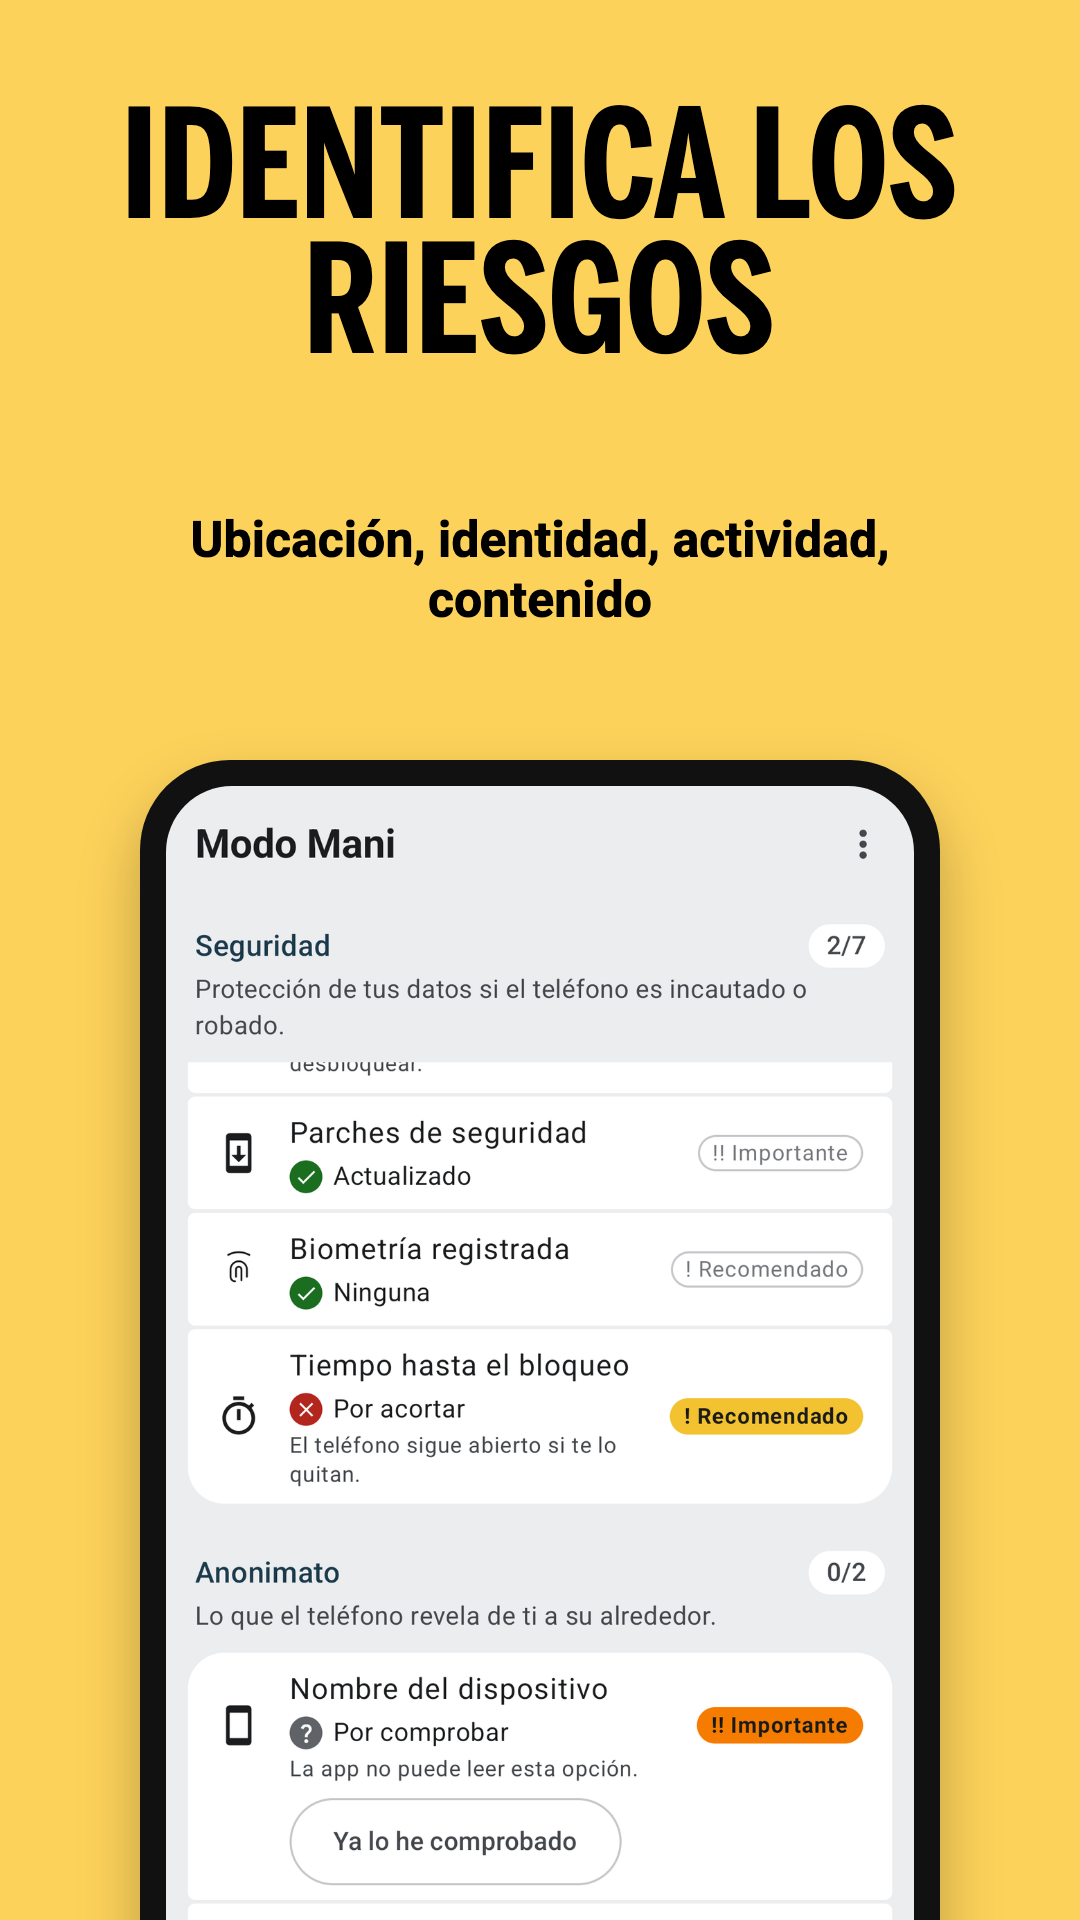 IDENTIFICA LOS
RIESGOS
Ubicación, identidad, actividad,
contenido
Modo Mani
Seguridad
2/7
Protección de tus datos si el teléfono es incautado o
robado.
desbloquear.
Parches de seguridad
Actualizado
!! Importante
Biometría registrada
Ninguna
! Recomendado
Tiempo hasta el bloqueo
Por acortar
! Recomendado
El teléfono sigue abierto si te lo
quitan.
Anonimato
0/2
Lo que el teléfono revela de ti a su alrededor.
Nombre del dispositivo
? Por comprobar
!! Importante
La app no puede leer esta opción.
Ya lo he comprobado